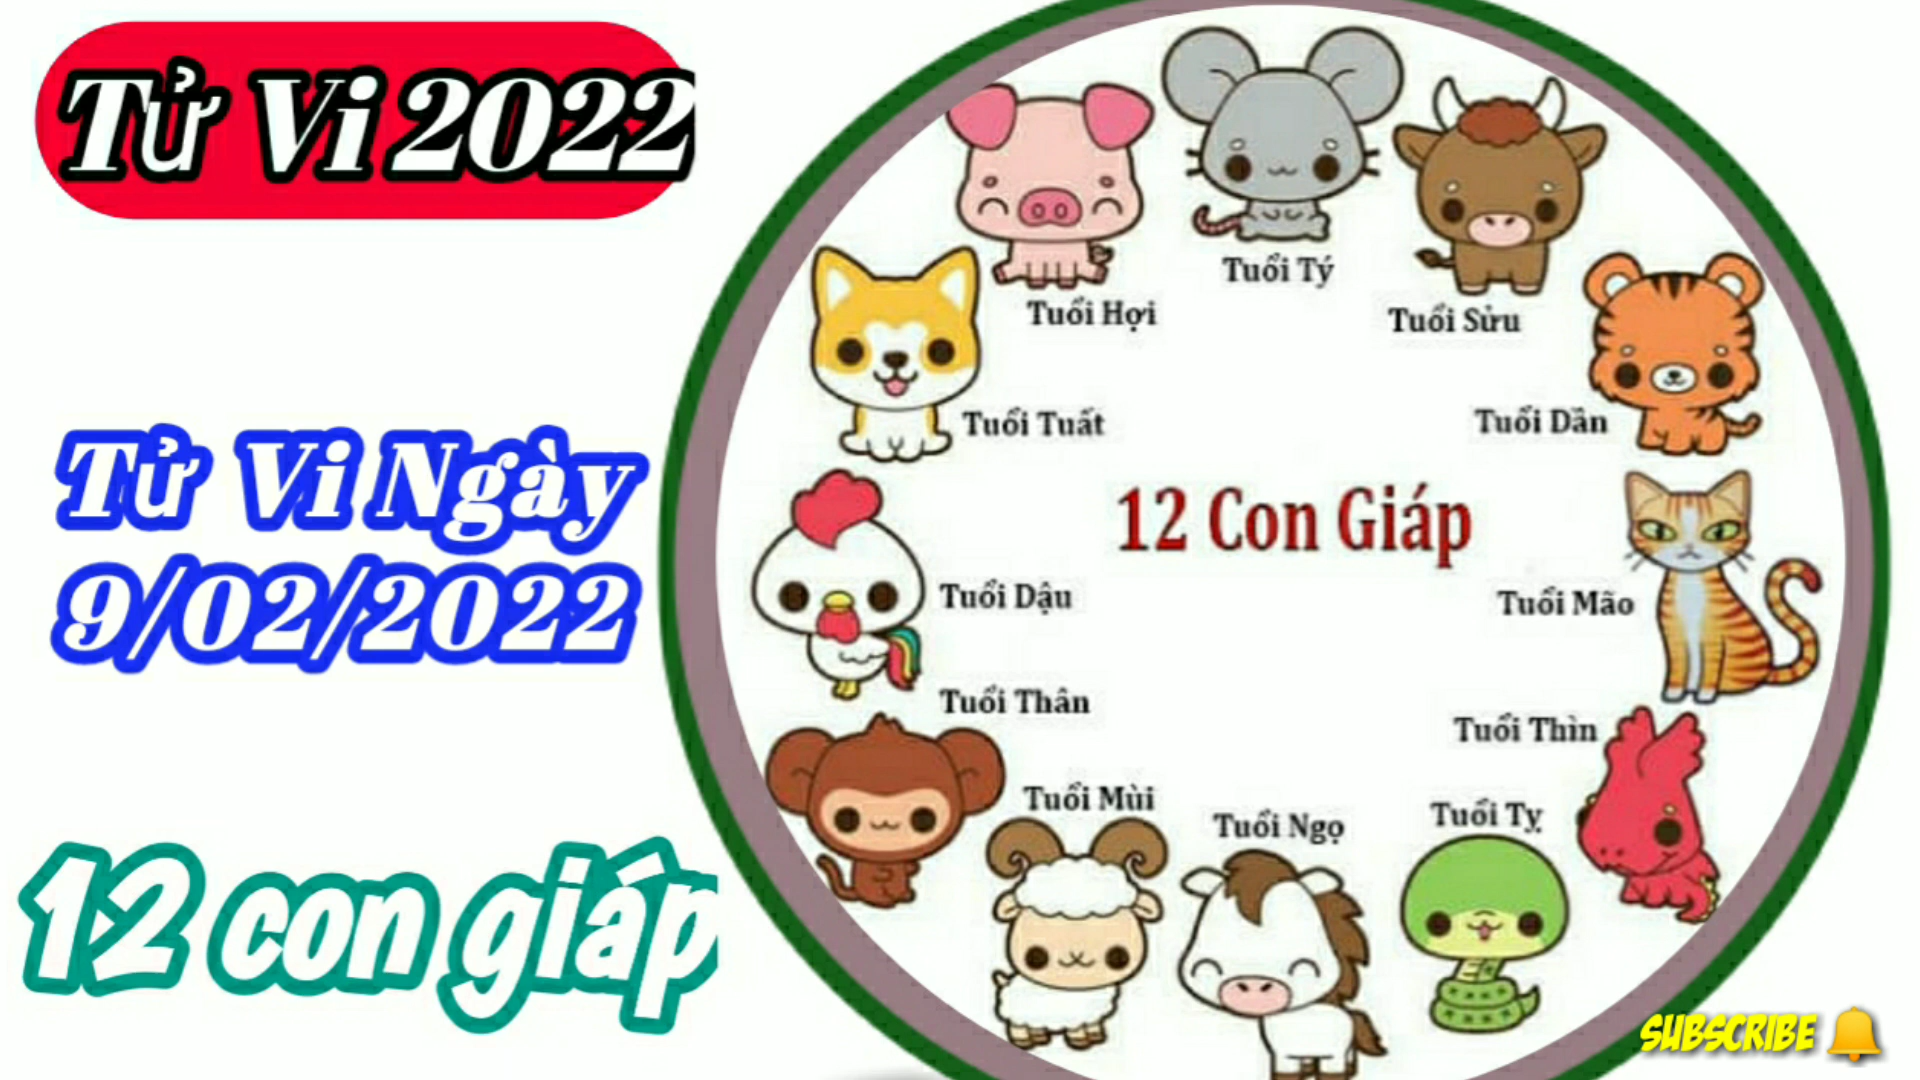 Tử Vi 2022
Tử Vi Ngày
9/02/2022
12 con giáp
Tuổi Tý
Tuổi Hợi
Tuổi Sửu
Tuổi Tuất
Tuổi Dần
12 Con Giáp
Tuổi Dậu
Tuổi Mão
Tuổi Thân
Tuổi Thìn
Tuổi Mùi
Tuổi Ngọ
Tuổi Tỵ
SUBSCRIBE